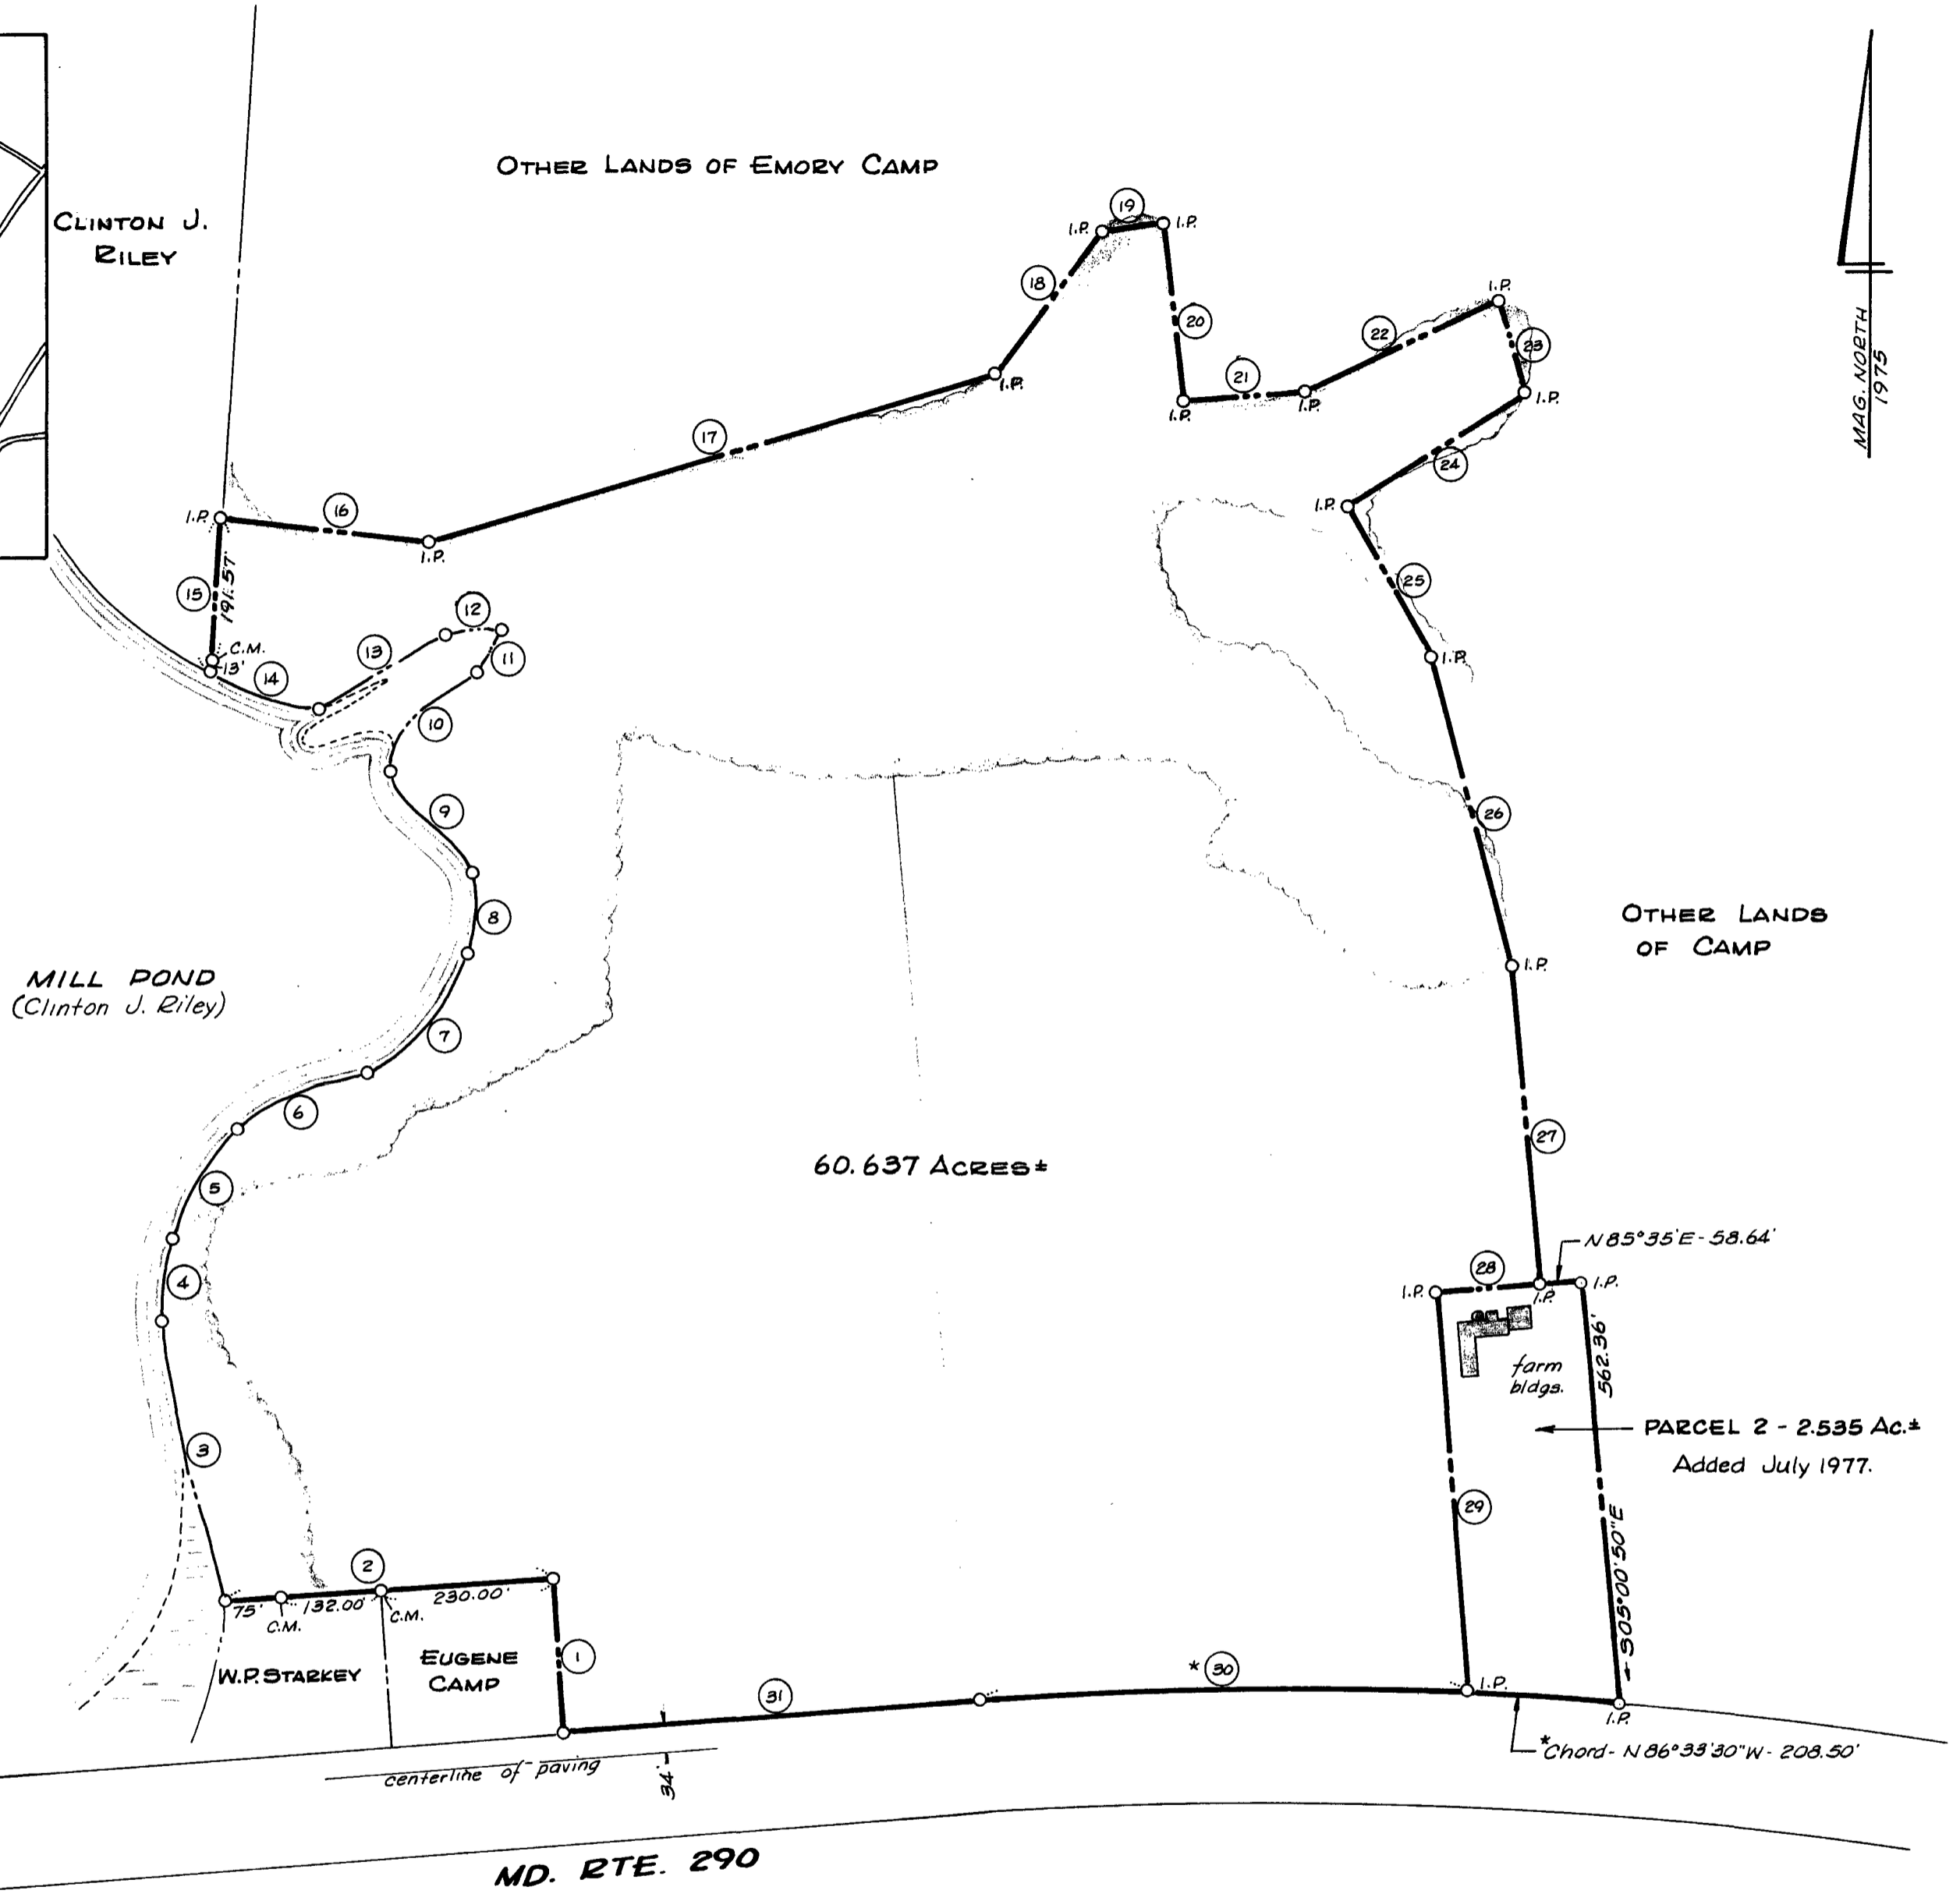 OTHER LANDS OF EMORY CAMP
CLINTON J.
RILEY
MAG. NORTH
1975
19
I.P.
I.P.
18
20
I.P.
22
23
21
I.P.
I.P.
I.P.
I.P.
17
24
I.P.
16
I.P.
I.P.
15
191.57'
25
12
C.M.
13'
13
11
I.P.
14
10
9
26
8
OTHER LANDS
OF CAMP
I.P.
MILL POND
(Clinton J. Riley)
7
6
27
60.637 ACRES±
5
N85°35'E-58.64'
4
28
I.P.
I.P.
I.P.
farm
bldgs.
562.36'
PARCEL 2 - 2.535 AC.±
Added July 1977.
3
29
S05°00'50"E
2
75'
132.00'
230.00'
C.M.
C.M.
W.P. STARKEY
EUGENE
CAMP
1
31
*30
I.P.
I.P.
*Chord- N86°33'30"W- 208.50'
centerline of paving
34'
MD. RTE. 290